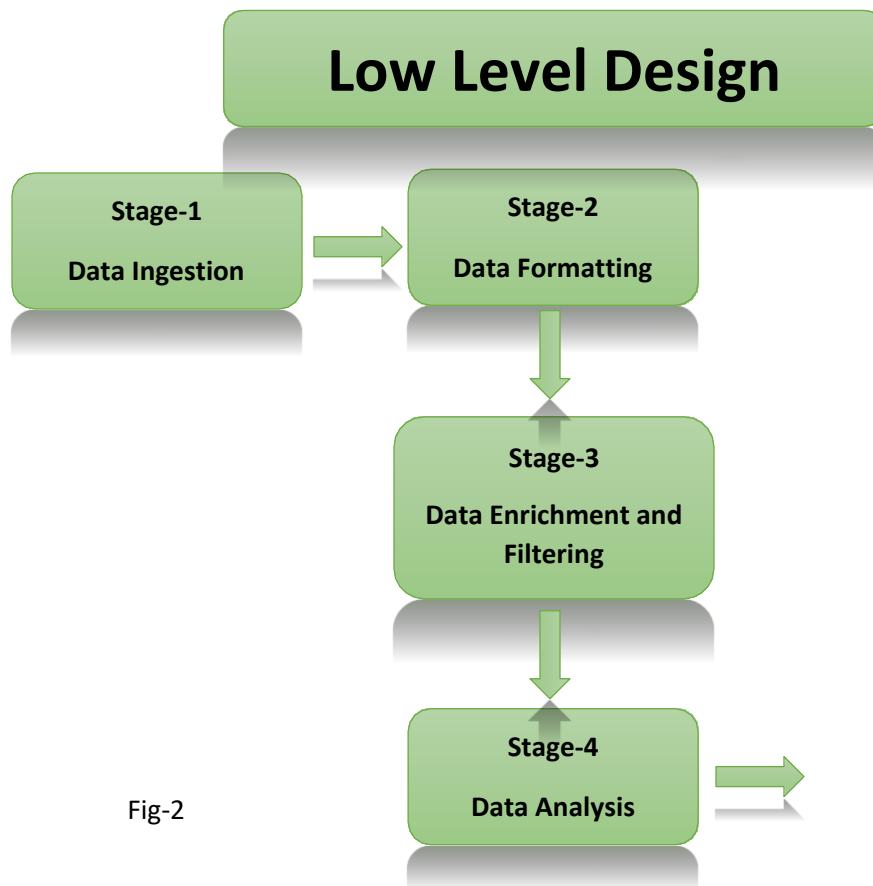 Low Level Design
Stage-1
Data Ingestion
Stage-2
Data Formatting
Stage-3
Data Enrichment and
Filtering
Stage-4
Data Analysis
Fig-2